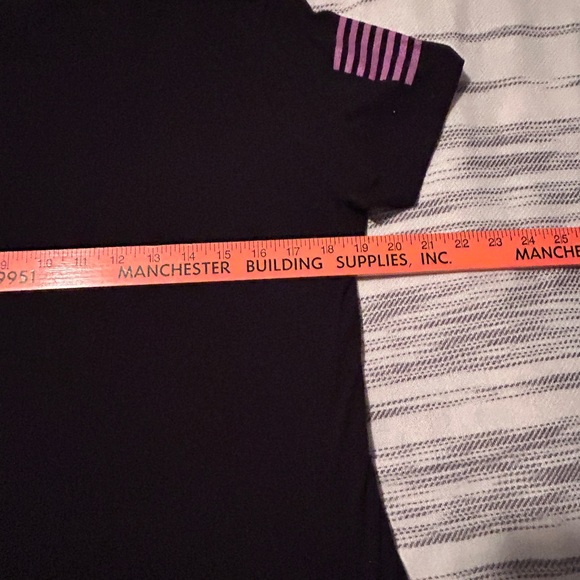 9 10 11 12 13 14 15 16 17 18 19 20 21 22 23 24 25
9951 MANCHESTER BUILDING SUPPLIES, INC. MANCHE